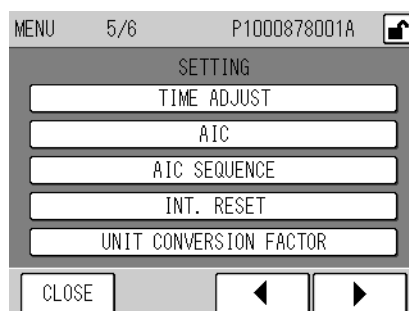 MENU 5/6 P1000878001A
SETTING
TIME ADJUST
AIC
AIC SEQUENCE
INT. RESET
UNIT CONVERSION FACTOR
CLOSE